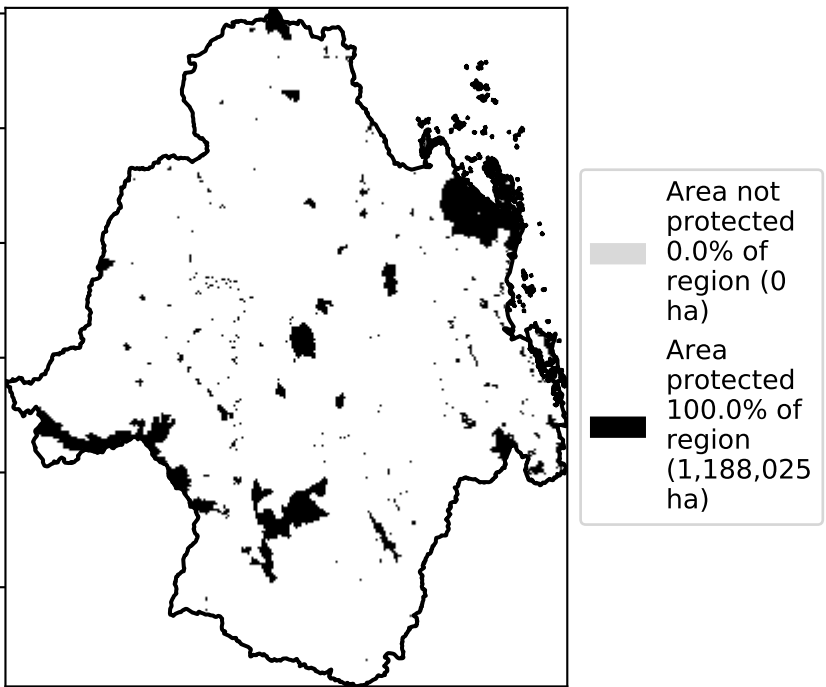 Area not
protected
0.0% of
region (0
ha)
Area
protected
100.0% of
region
(1,188,025
ha)